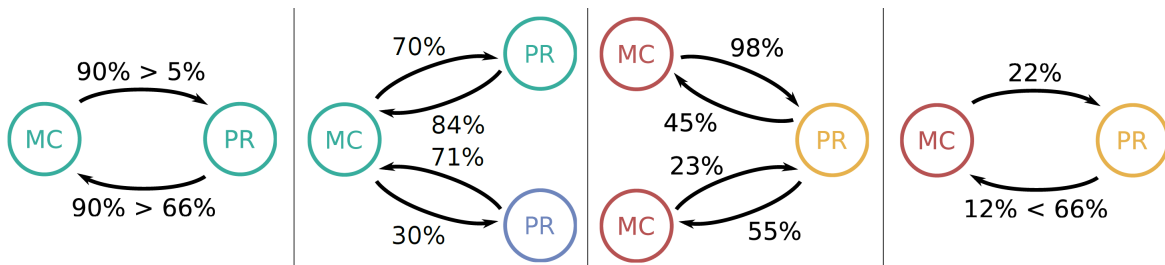 90% > 5%
MC
PR
90% > 66%
70%
PR
84%
MC
71%
PR
30%
MC
98%
45%
PR
23%
MC
55%
22%
MC
PR
12% < 66%